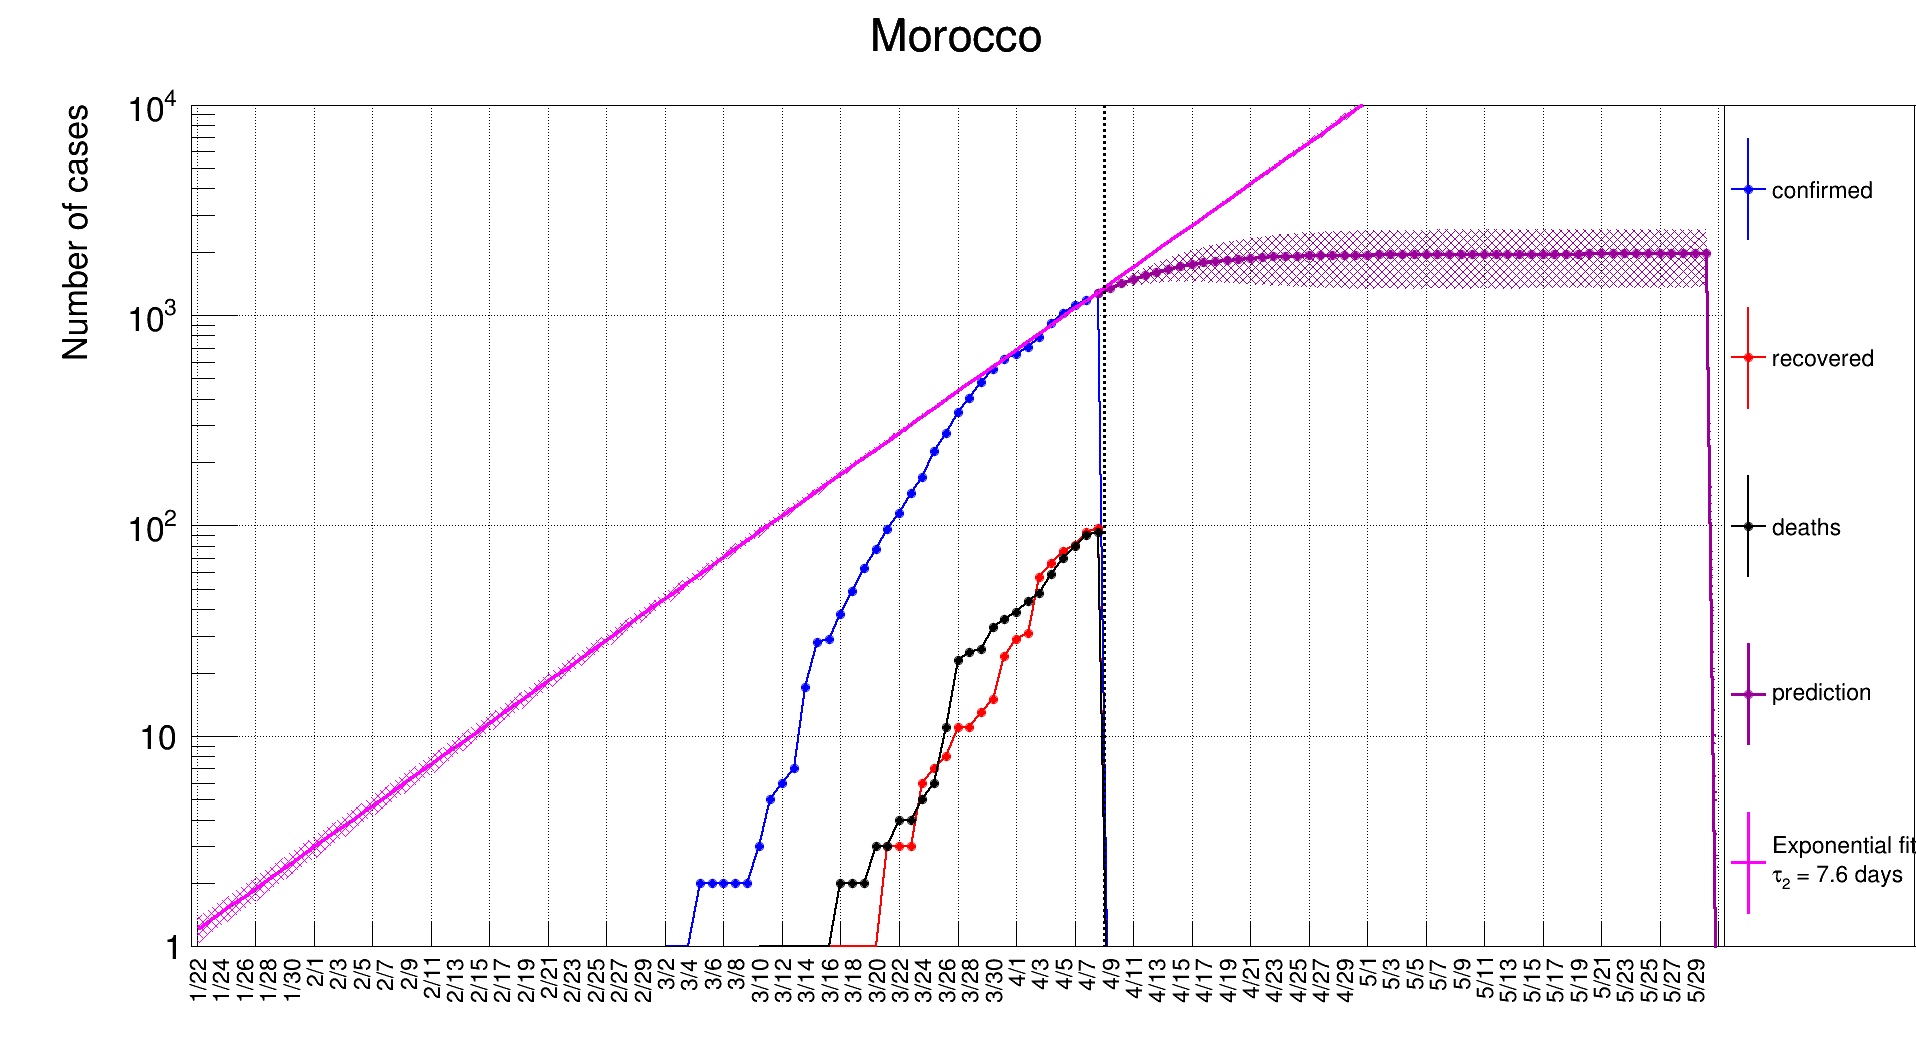 Morocco
Number of cases
10⁴
10³
10²
10
1
1/22 1/24 1/26 1/28 1/30 2/1 2/3 2/5 2/7 2/9 2/11 2/13 2/15 2/17 2/19 2/21 2/23 2/25 2/27 2/29 3/2 3/4 3/6 3/8 3/10 3/12 3/14 3/16 3/18 3/20 3/22 3/24 3/26 3/28 3/30 4/1 4/3 4/5 4/7 4/9 4/11 4/13 4/15 4/17 4/19 4/21 4/23 4/25 4/27 4/29 5/1 5/3 5/5 5/7 5/9 5/11 5/13 5/15 5/17 5/19 5/21 5/23 5/25 5/27 5/29
confirmed
recovered
deaths
prediction
Exponential fit
τ₂ = 7.6 days